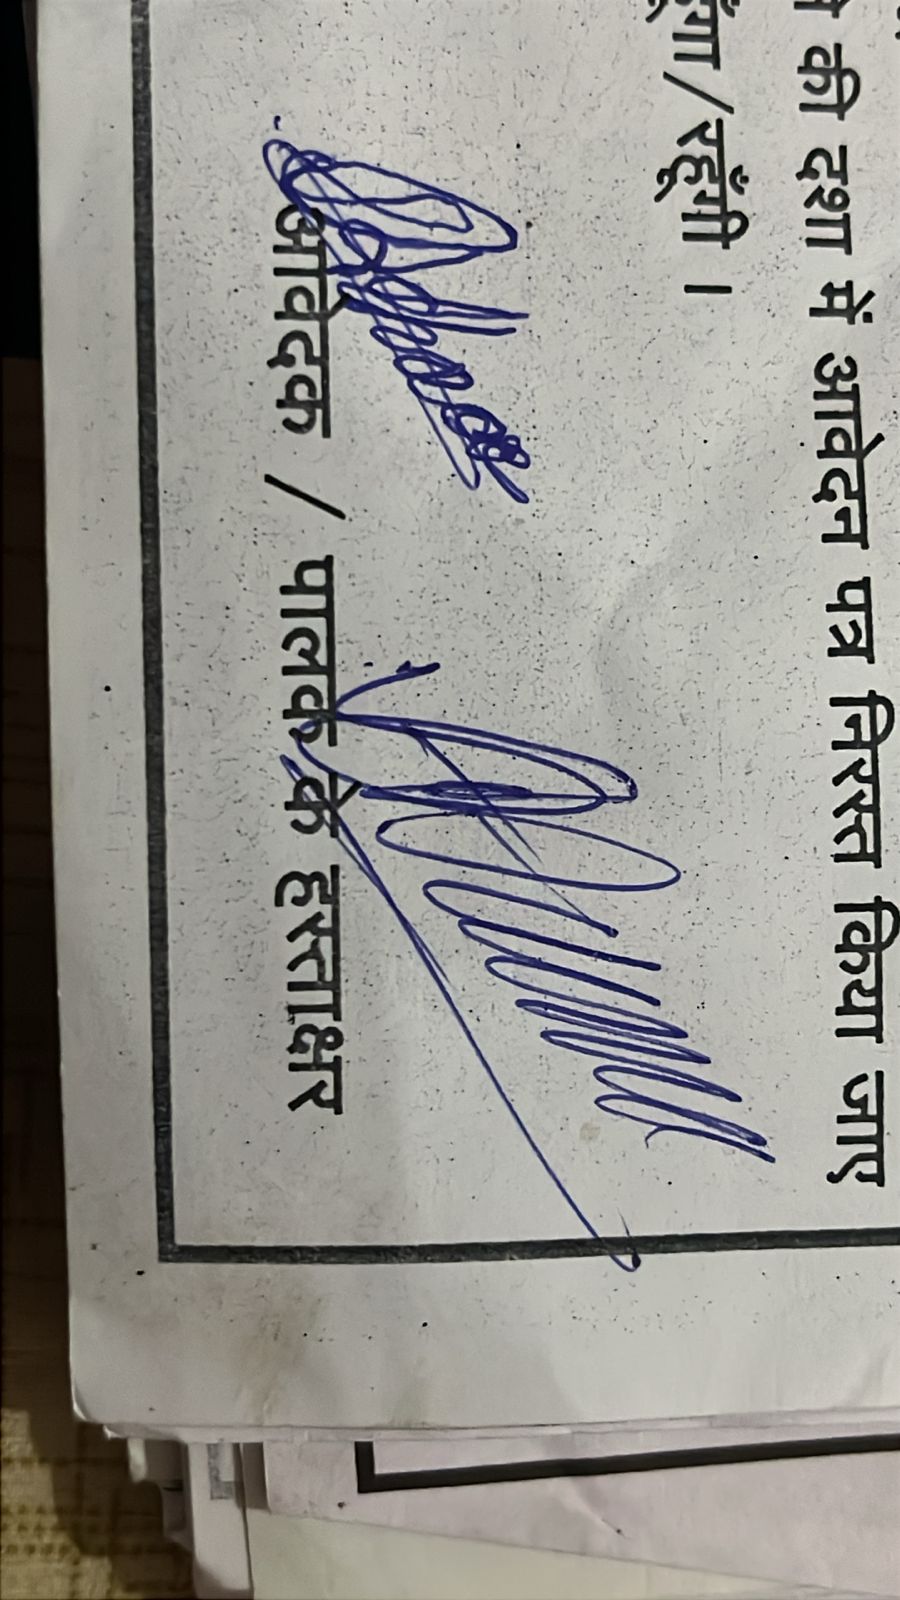 की दशा में आवेदन पत्र निरस्त किया जाए
रहूँगी ।
आवेदक / पालक के हस्ताक्षर